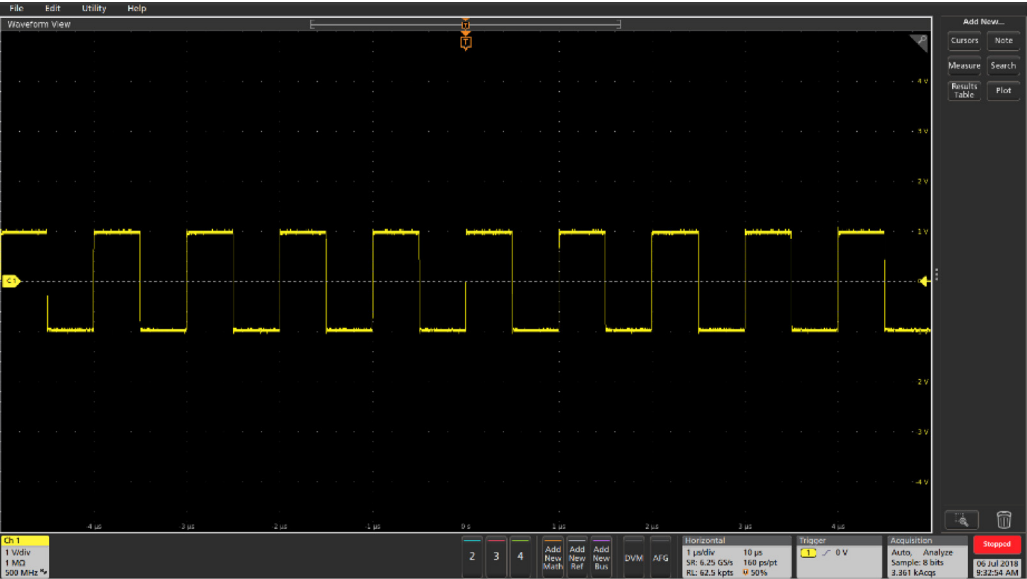 File Edit Utility Help
Waveform View
Add New...
Cursors Note
Measure Search
Results Table Plot
T
T
4 V
3 V
2 V
1 V
C1
-2 V
-3 V
-4 V
-4 µs -3 µs -2 µs -1 µs 0 s 1 µs 2 µs 3 µs 4 µs
Ch 1
1 V/div
1 MΩ
500 MHz
2 3 4
Add New Math
Add New Ref
Add New Bus
DVM AFG
Horizontal
1 µs/div 10 µs
SR: 6.25 GS/s 160 ps/pt
RL: 62.5 kpts 50%
Trigger
1 0 V
Acquisition
Auto, Analyze
Sample: 8 bits
3.361 kAcqs
Stopped
06 Jul 2018
9:32:54 AM